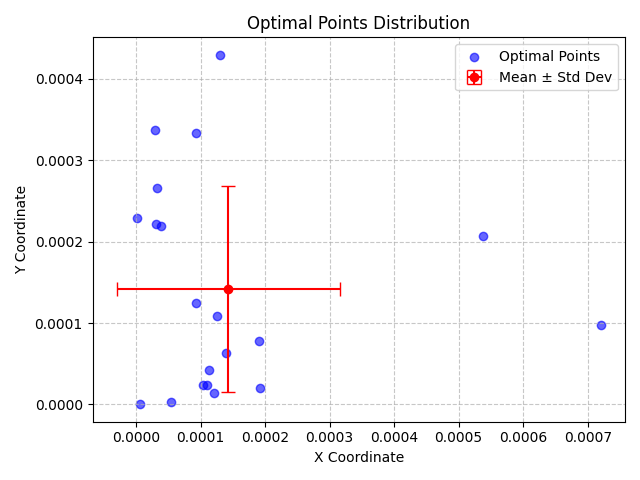 Optimal Points Distribution
Optimal Points
Mean ± Std Dev
Y Coordinate
0.0004
0.0003
0.0002
0.0001
0.0000
0.0000 0.0001 0.0002 0.0003 0.0004 0.0005 0.0006 0.0007
X Coordinate